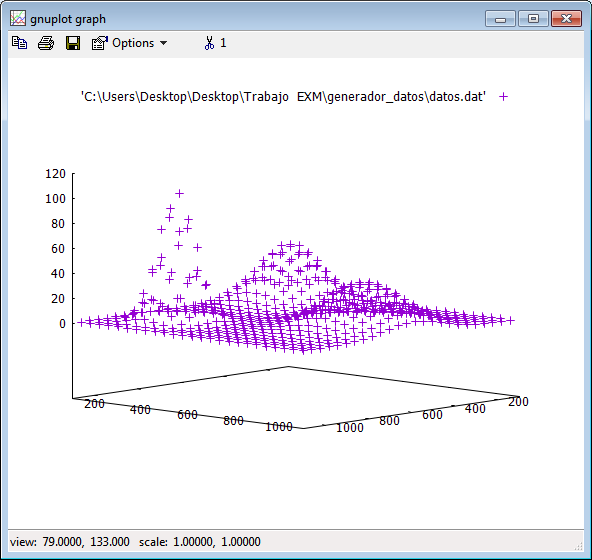 gnuplot graph
Options 1
'C:\Users\Desktop\Desktop\Trabajo EXM\generador_datos\datos.dat'
120
100
80
60
40
20
0
200 400 600 800 1000
1000 800 600 400 200
view: 79.0000, 133.000 scale: 1.00000, 1.00000